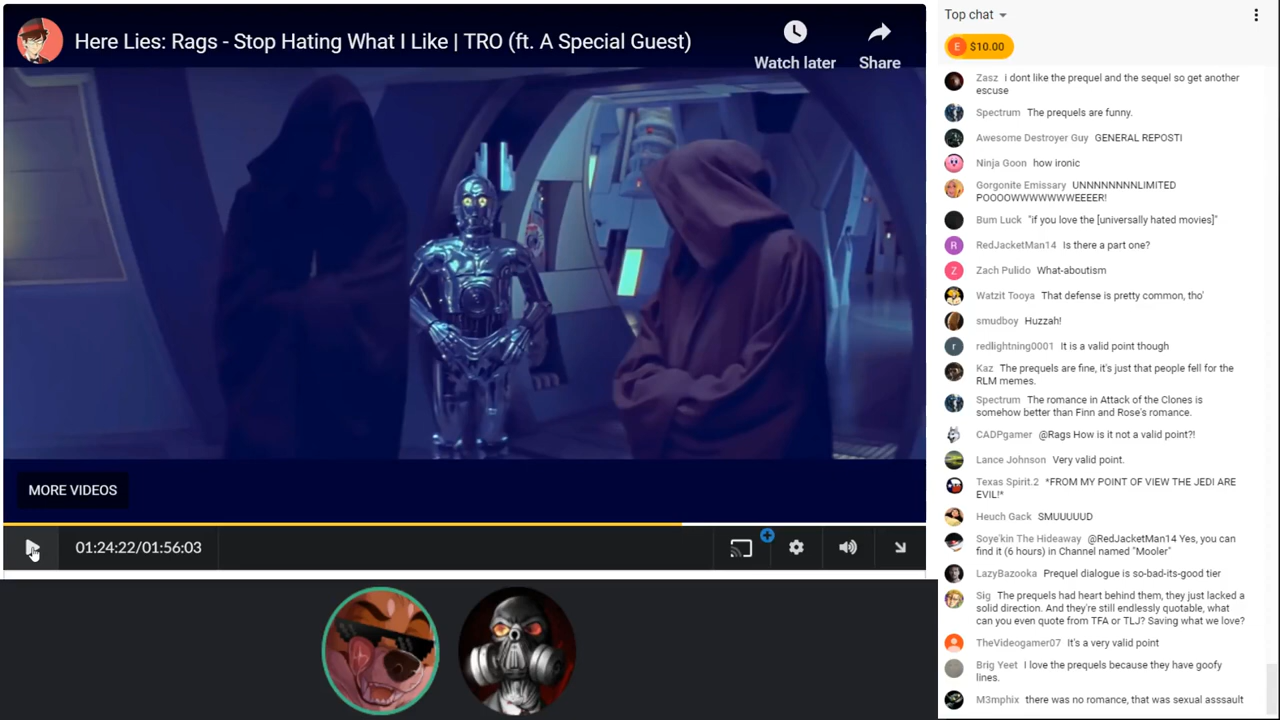 Here Lies: Rags - Stop Hating What I Like | TRO (ft. A Special Guest)
Watch later
Share
MORE VIDEOS
01:24:22/01:56:03
Top chat
E $10.00
Zasz i dont like the prequel and the sequel so get another
escuse
Spectrum The prequels are funny.
Awesome Destroyer Guy GENERAL REPOSTI
Ninja Goon how ironic
Gorgonite Emissary UNNNNNNNLIMITED
POOOOWWWWWWEEEER!
Bum Luck "if you love the [universally hated movies]"
R RedJacketMan14 Is there a part one?
Z Zach Pulido What-aboutism
Watzit Tooya That defense is pretty common, tho'
smudboy Huzzah!
r redlightning0001 It is a valid point though
Kaz The prequels are fine, it's just that people fell for the
RLM memes.
Spectrum The romance in Attack of the Clones is
somehow better than Finn and Rose's romance.
CADPgamer @Rags How is it not a valid point?!
Lance Johnson Very valid point.
Texas Spirit.2 *FROM MY POINT OF VIEW THE JEDI ARE
EVIL!*
Heuch Gack SMUUUUUD
Soye'kin The Hideaway @RedJacketMan14 Yes, you can
find it (6 hours) in Channel named "Mooler"
LazyBazooka Prequel dialogue is so-bad-its-good tier
Sig The prequels had heart behind them, they just lacked a
solid direction. And they're still endlessly quotable, what
can you even quote from TFA or TLJ? Saving what we love?
TheVideogamer07 It's a very valid point
Brig Yeet I love the prequels because they have goofy
lines.
M3mphix there was no romance, that was sexual asssault